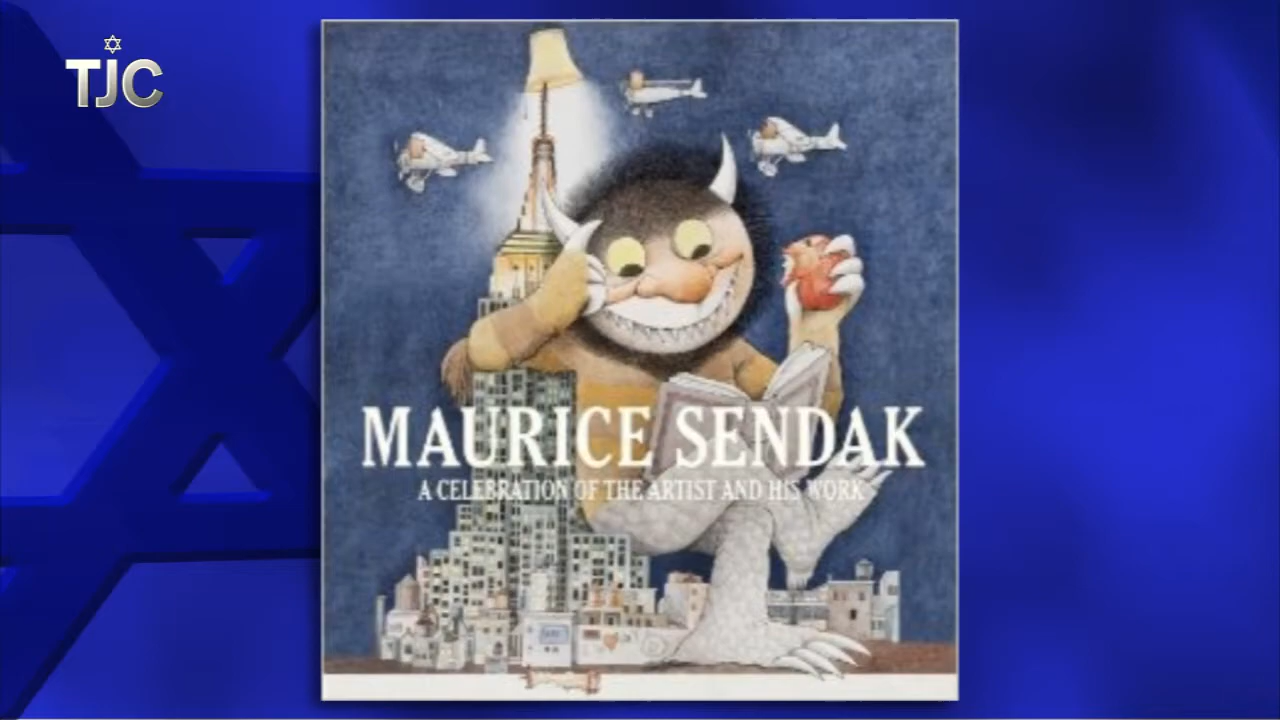 TJC
MAURICE SENDAK
A CELEBRATION OF THE ARTIST AND HIS WORK